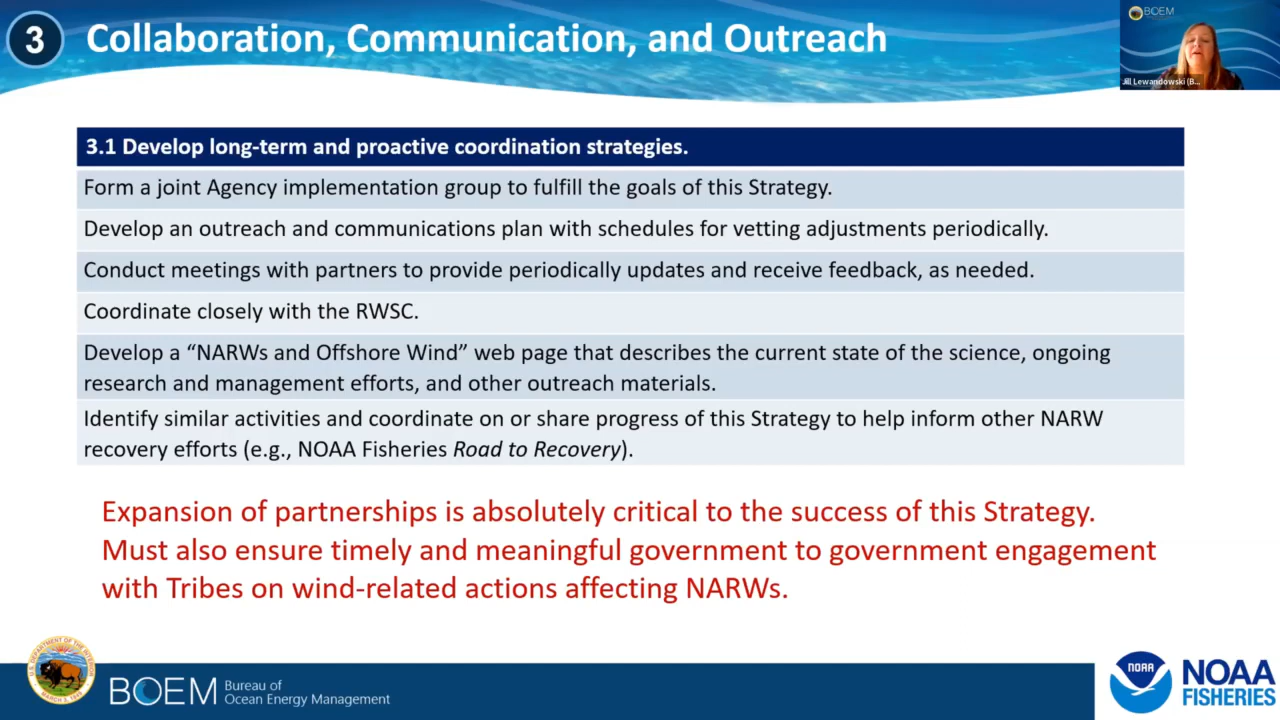 3
Collaboration, Communication, and Outreach
BOEM
Jill Lewandowski (B...
3.1 Develop long-term and proactive coordination strategies.
Form a joint Agency implementation group to fulfill the goals of this Strategy.
Develop an outreach and communications plan with schedules for vetting adjustments periodically.
Conduct meetings with partners to provide periodically updates and receive feedback, as needed.
Coordinate closely with the RWSC.
Develop a “NARWs and Offshore Wind” web page that describes the current state of the science, ongoing
research and management efforts, and other outreach materials.
Identify similar activities and coordinate on or share progress of this Strategy to help inform other NARW
recovery efforts (e.g., NOAA Fisheries Road to Recovery).
Expansion of partnerships is absolutely critical to the success of this Strategy.
Must also ensure timely and meaningful government to government engagement
with Tribes on wind-related actions affecting NARWs.
U.S. DEPARTMENT OF THE INTERIOR
MARCH 3, 1849
BOEM
Bureau of
Ocean Energy Management
NOAA
NOAA
FISHERIES